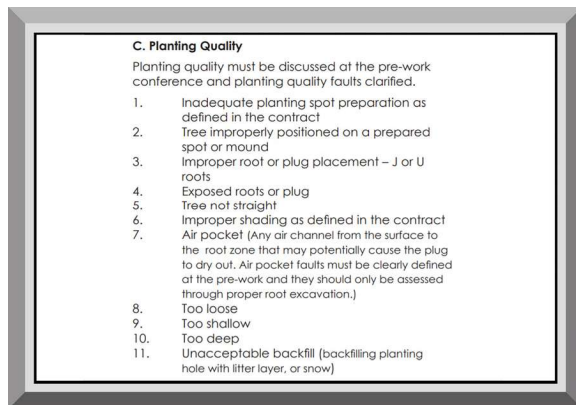 C. Planting Quality
Planting quality must be discussed at the pre-work
conference and planting quality faults clarified.
1. Inadequate planting spot preparation as
defined in the contract
2. Tree improperly positioned on a prepared
spot or mound
3. Improper root or plug placement – J or U
roots
4. Exposed roots or plug
5. Tree not straight
6. Improper shading as defined in the contract
7. Air pocket (Any air channel from the surface to
the root zone that may potentially cause the plug
to dry out. Air pocket faults must be clearly defined
at the pre-work and they should only be assessed
through proper root excavation.)
8. Too loose
9. Too shallow
10. Too deep
11. Unacceptable backfill (backfilling planting
hole with litter layer, or snow)